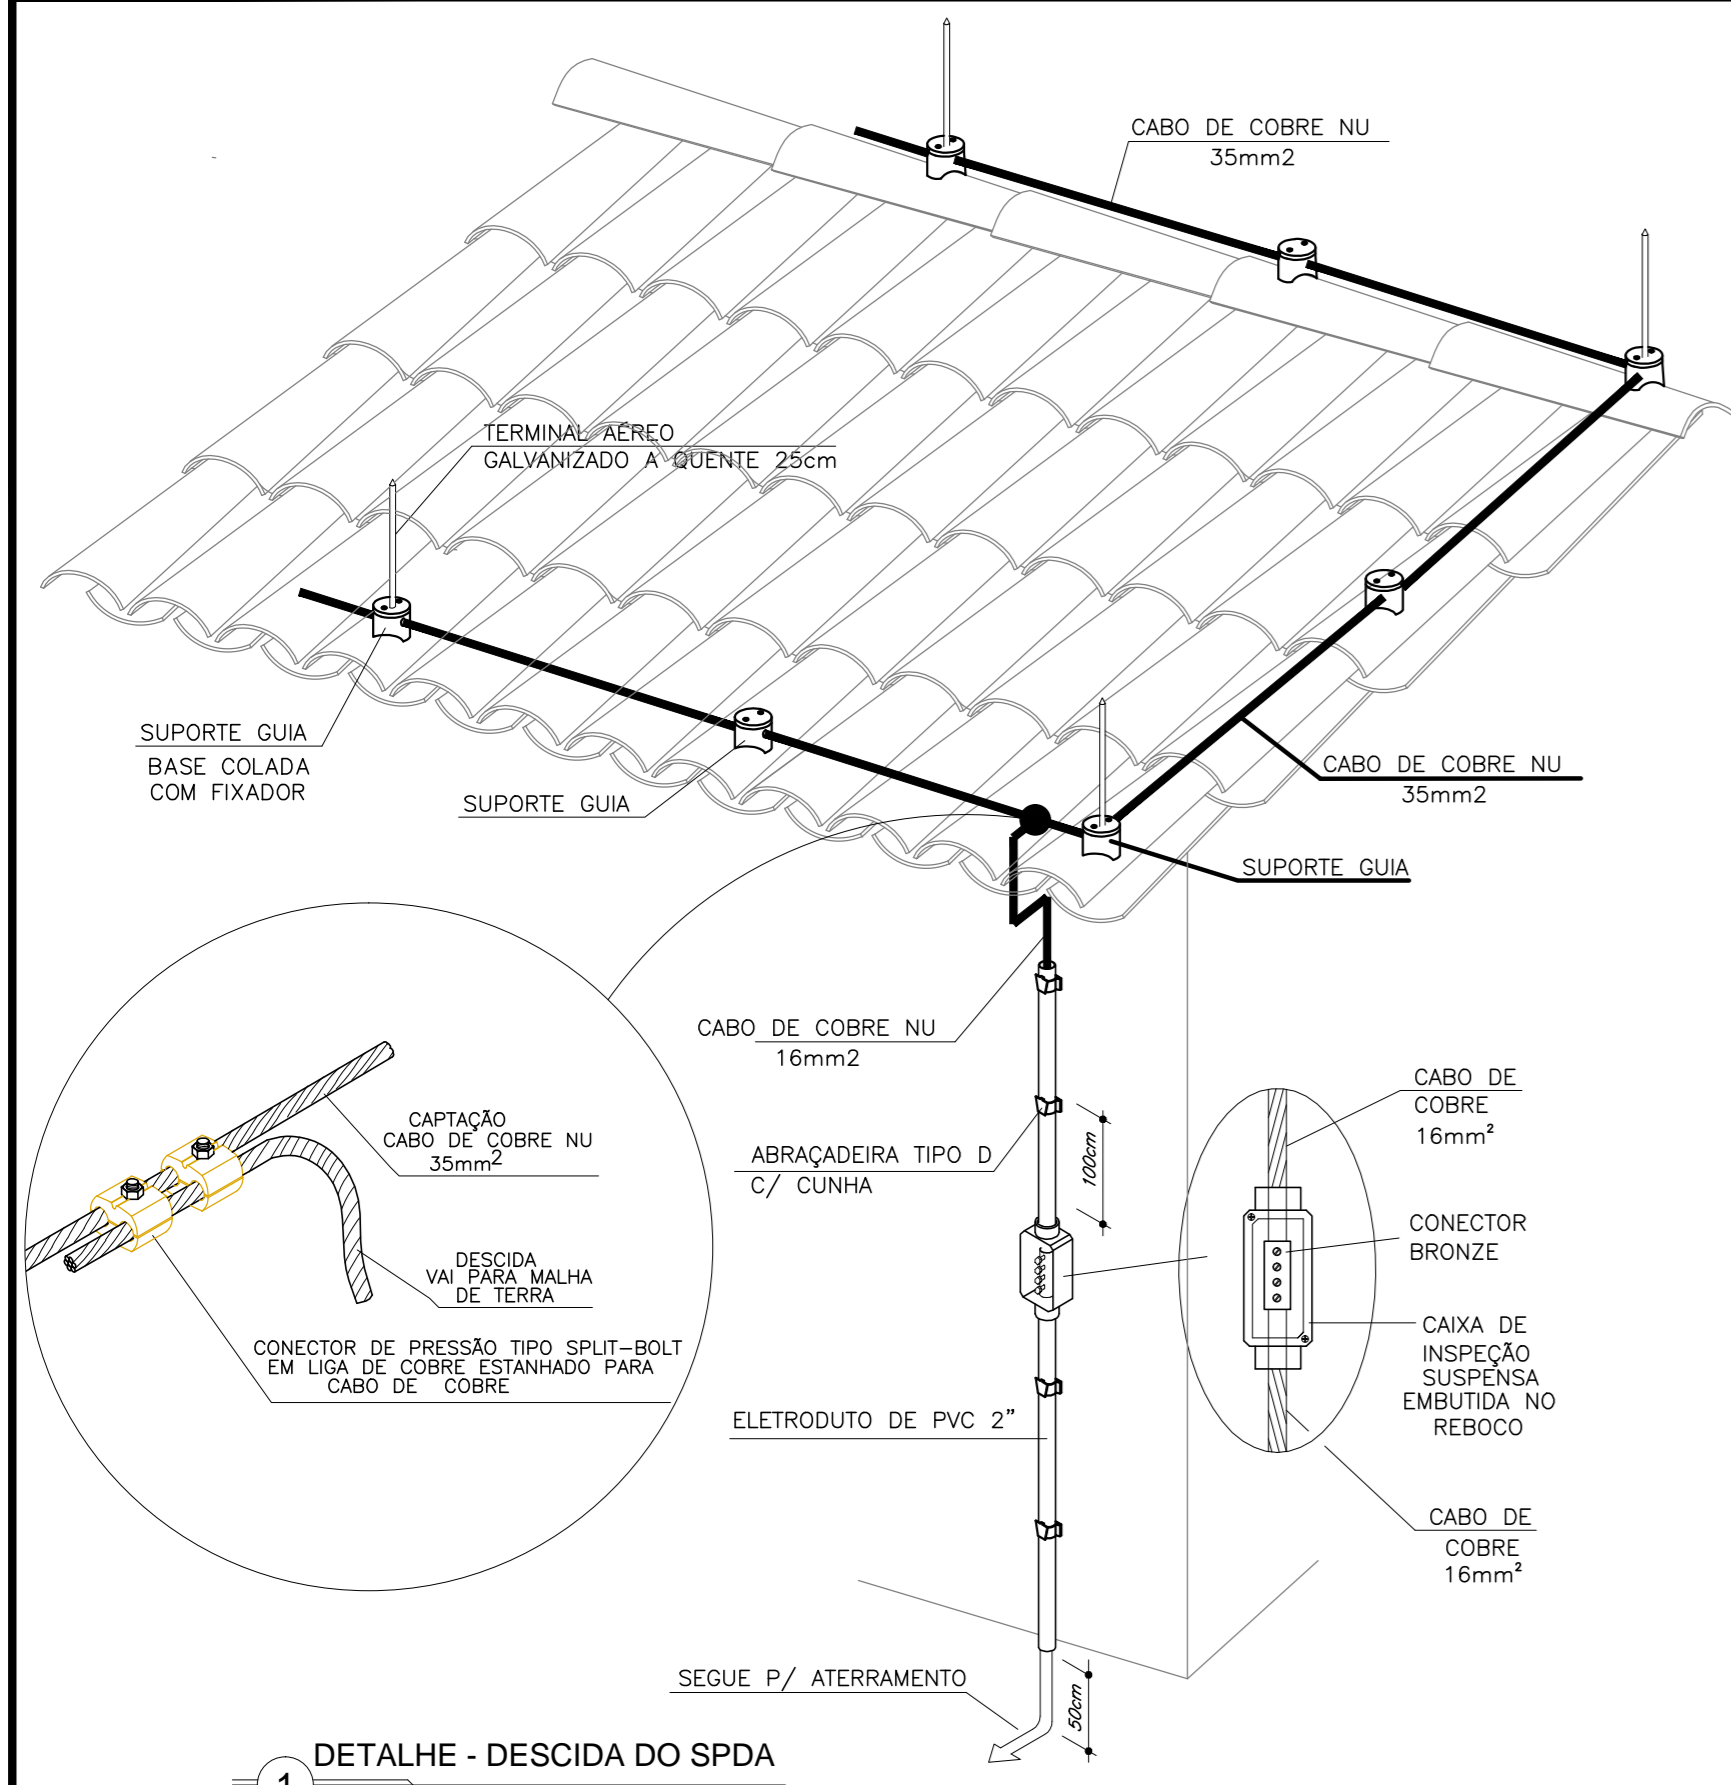 CABO DE COBRE NU
35mm2
TERMINAL AÉREO
GALVANIZADO A QUENTE 25cm
SUPORTE GUIA
BASE COLADA
COM FIXADOR
SUPORTE GUIA
CABO DE COBRE NU
35mm2
SUPORTE GUIA
CABO DE COBRE NU
16mm2
CAPTAÇÃO
CABO DE COBRE NU
35mm2
DESCIDA
VAI PARA MALHA
DE TERRA
CONECTOR DE PRESSÃO TIPO SPLIT-BOLT
EM LIGA DE COBRE ESTANHADO PARA
CABO DE COBRE
ABRAÇADEIRA TIPO D
C/ CUNHA
100cm
CABO DE
COBRE
16mm²
CONECTOR
BRONZE
CAIXA DE
INSPEÇÃO
SUSPENSA
EMBUTIDA NO
REBOCO
ELETRODUTO DE PVC 2”
CABO DE
COBRE
16mm²
SEGUE P/ ATERRAMENTO
50cm
DETALHE - DESCIDA DO SPDA
1